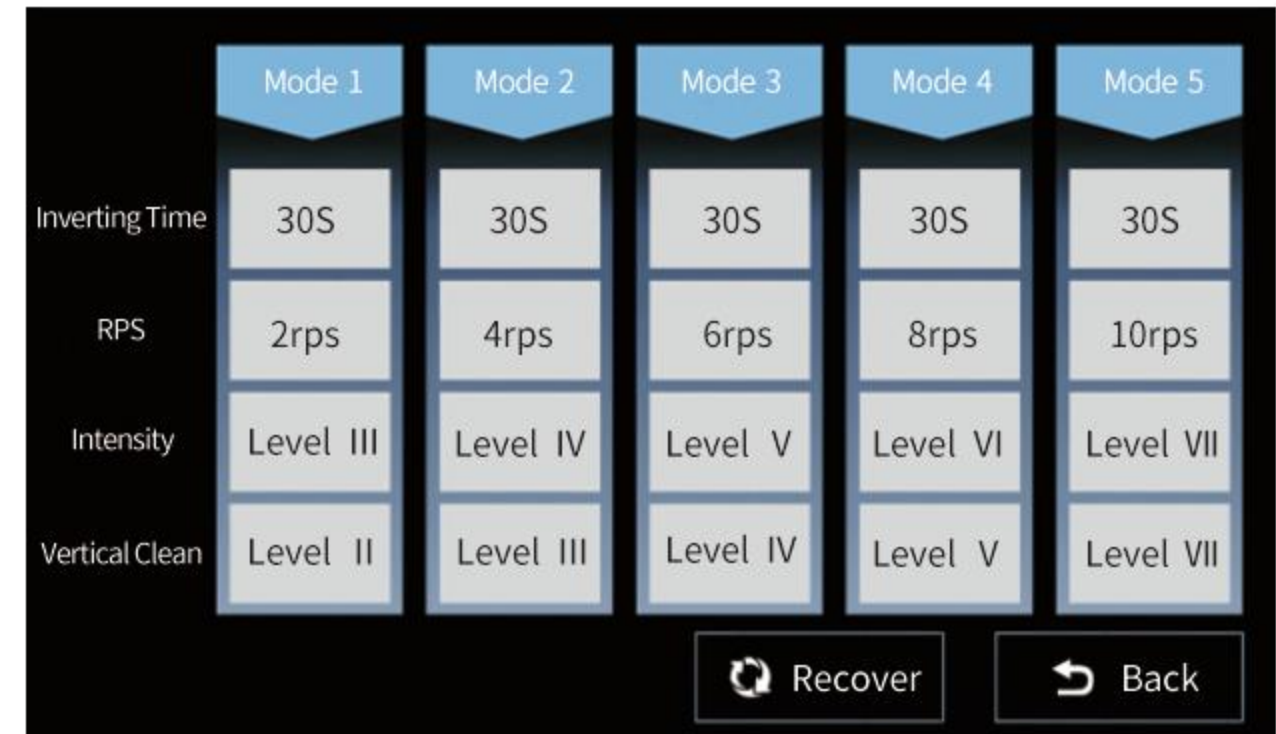 Mode 1 Mode 2 Mode 3 Mode 4 Mode 5
Inverting Time 30S 30S 30S 30S 30S
RPS 2rps 4rps 6rps 8rps 10rps
Intensity Level III Level IV Level V Level VI Level VII
Vertical Clean Level II Level III Level IV Level V Level VII
Recover Back